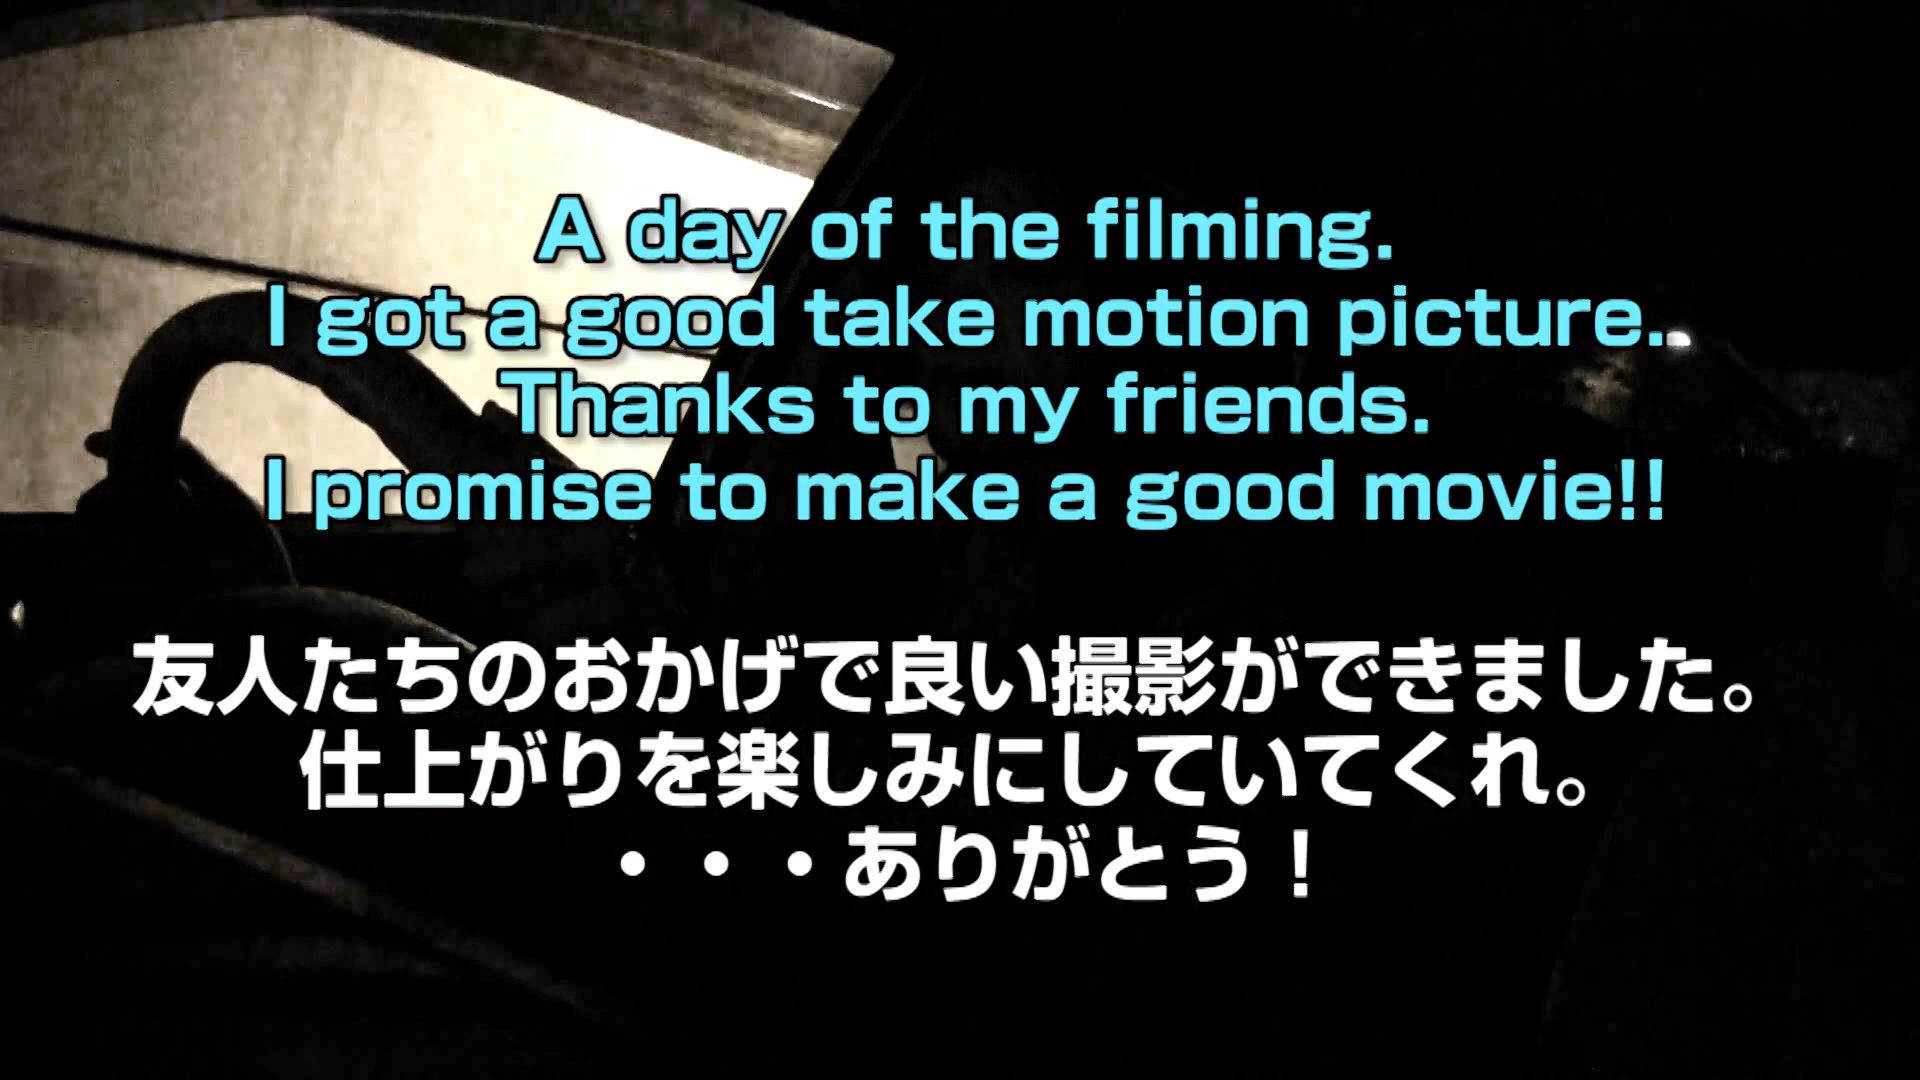 A day of the filming.
I got a good take motion picture.
Thanks to my friends.
I promise to make a good movie!!
友人たちのおかげで良い撮影ができました。
仕上がりを楽しみにしていてくれ。
・・・ありがとう！